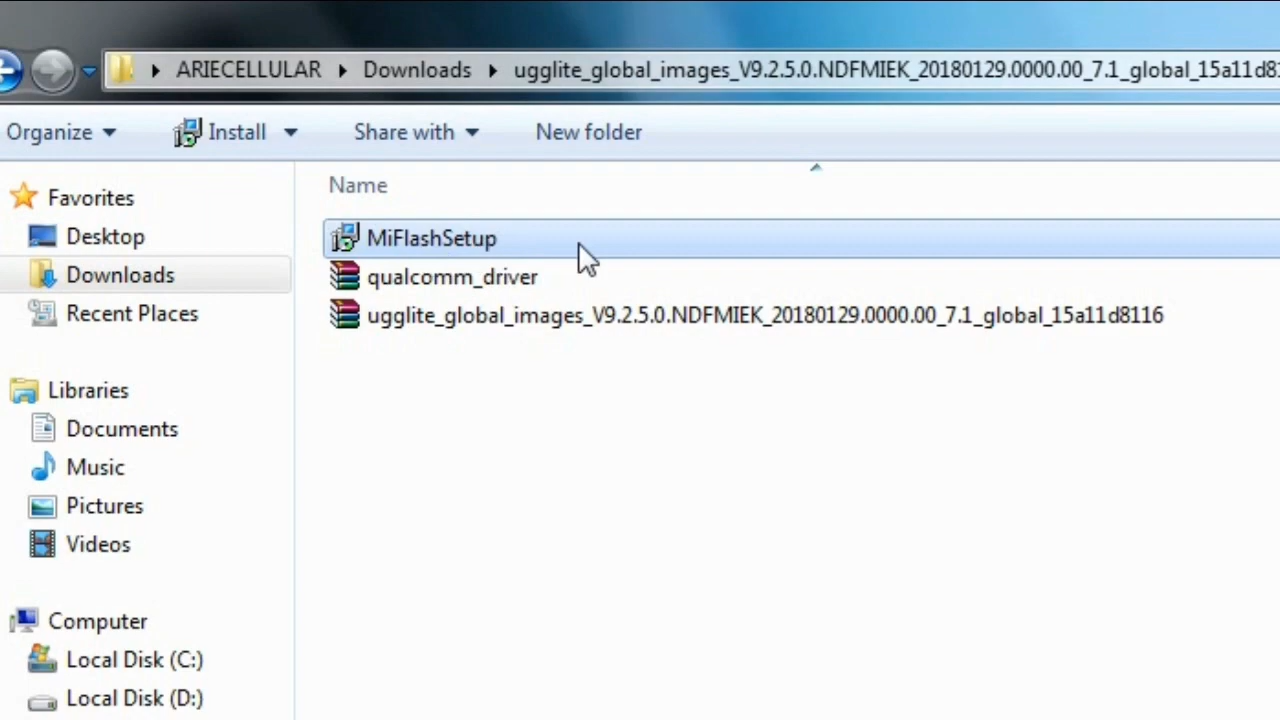 ARIECELLULAR Downloads ugglite_global_images_V9.2.5.0.NDFMIEK_20180129.0000.00_7.1_global_15a11d8
Organize Install Share with New folder
Name
Favorites
Desktop
Downloads
Recent Places
Libraries
Documents
Music
Pictures
Videos
Computer
Local Disk (C:)
Local Disk (D:)
MiFlashSetup
qualcomm_driver
ugglite_global_images_V9.2.5.0.NDFMIEK_20180129.0000.00_7.1_global_15a11d8116